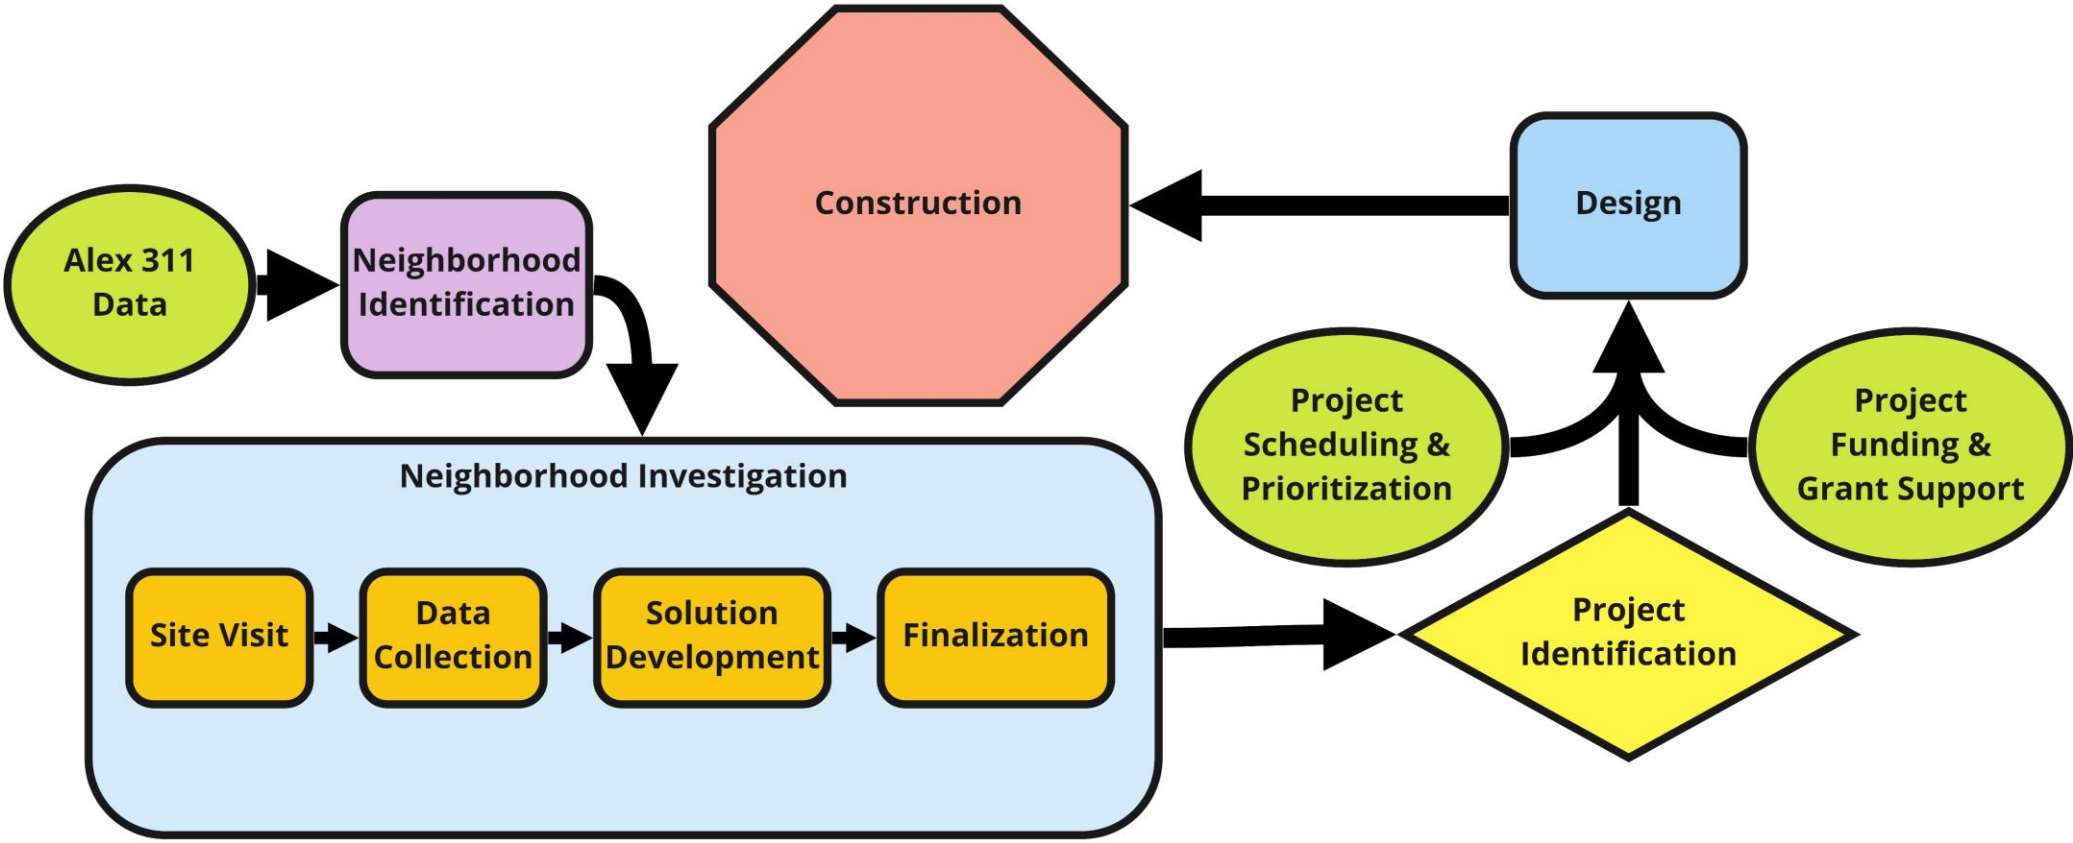 Alex 311
Data
Neighborhood
Identification
Neighborhood Investigation
Site Visit
Data
Collection
Solution
Development
Finalization
Project
Identification
Project
Scheduling &
Prioritization
Project
Funding &
Grant Support
Design
Construction